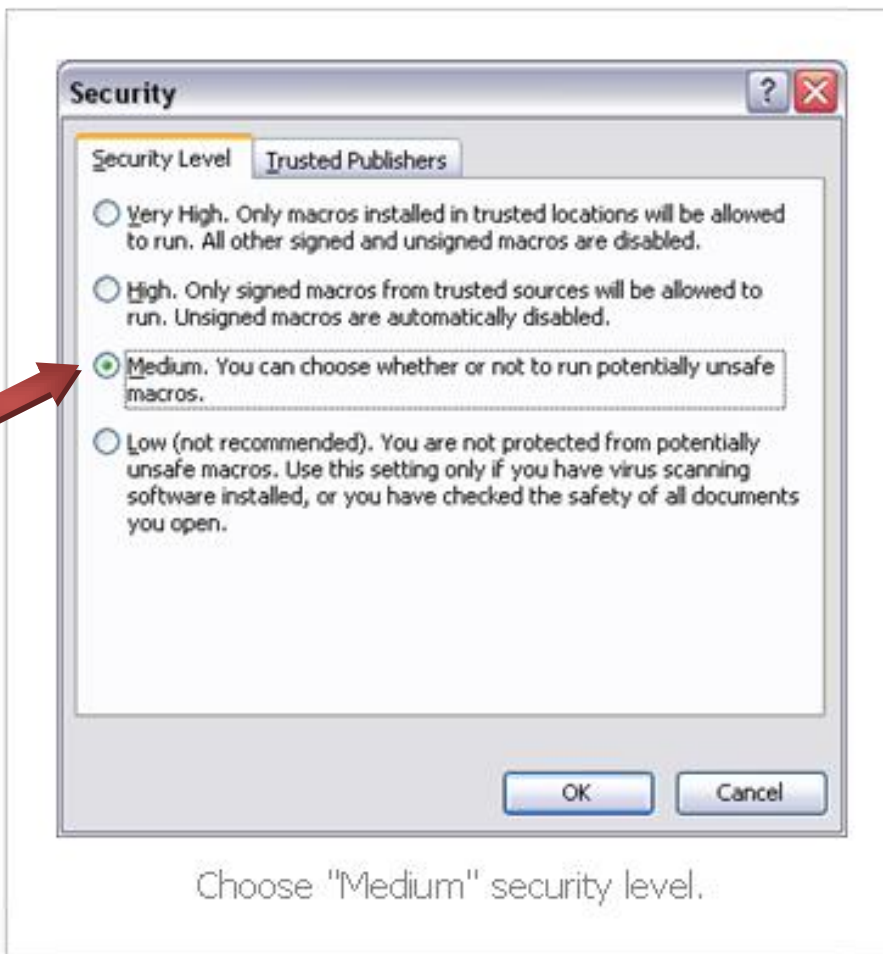 Security
Security Level Trusted Publishers
Very High. Only macros installed in trusted locations will be allowed
to run. All other signed and unsigned macros are disabled.
High. Only signed macros from trusted sources will be allowed to
run. Unsigned macros are automatically disabled.
Medium. You can choose whether or not to run potentially unsafe
macros.
Low (not recommended). You are not protected from potentially
unsafe macros. Use this setting only if you have virus scanning
software installed, or you have checked the safety of all documents
you open.
OK Cancel
Choose "Medium" security level.